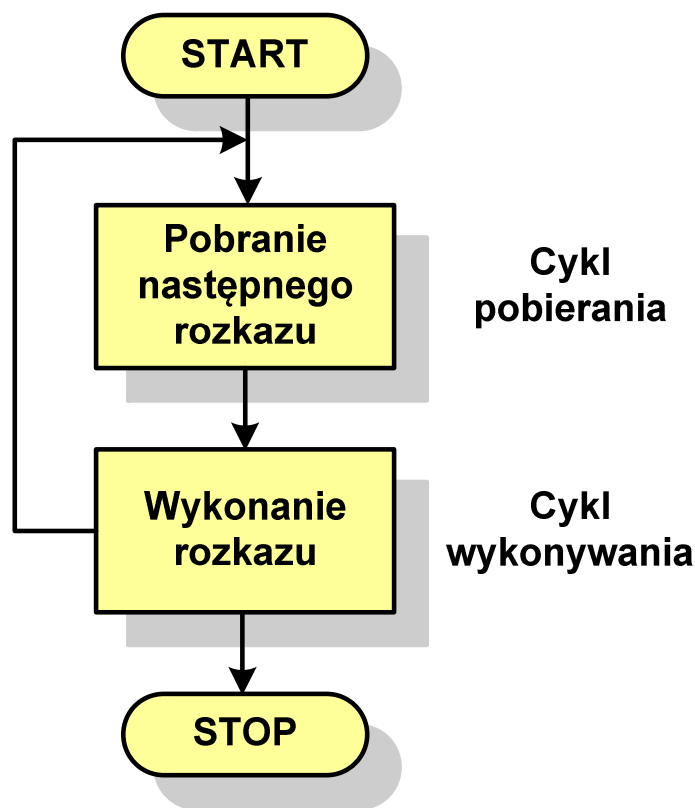 START
Pobranie
następnego
rozkazu
Cykl
pobierania
Wykonanie
rozkazu
Cykl
wykonywania
STOP